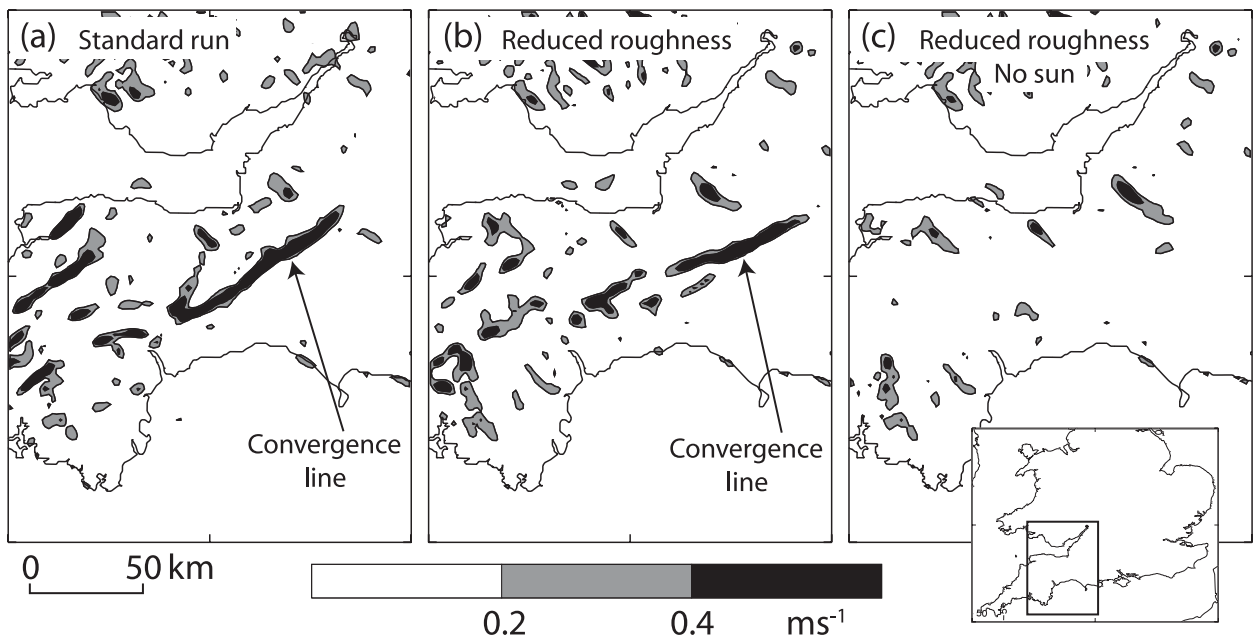 (a) Standard run
Convergence
line
(b) Reduced roughness
Convergence
line
(c) Reduced roughness
No sun
0 50 km
0.2 0.4 ms⁻¹